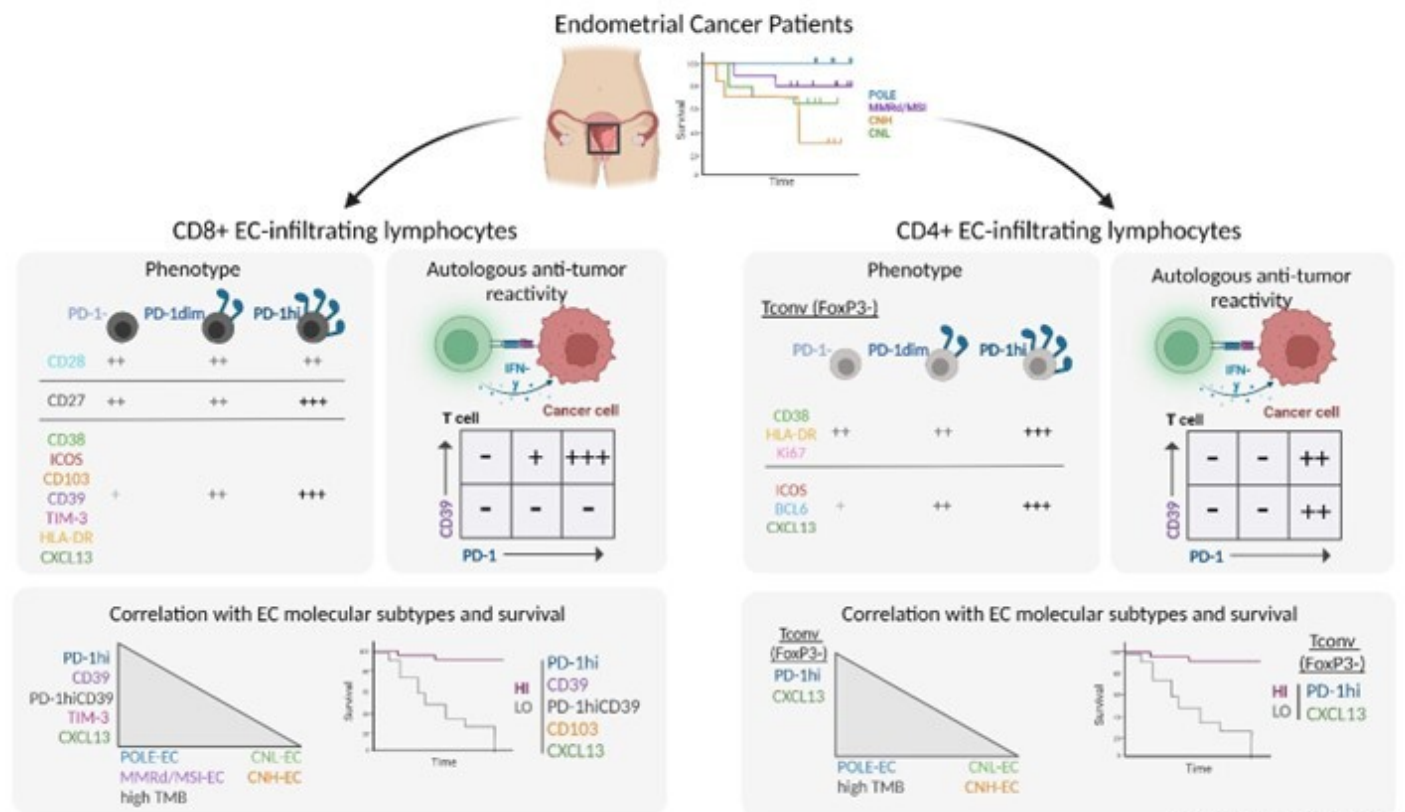 Endometrial Cancer Patients
Survival
Time
POLE
MMRd/MSI
CNH
CNL
CD8+ EC-infiltrating lymphocytes
Phenotype
PD-1- PD-1dim PD-1hi
CD28 ++ ++ ++
CD27 ++ ++ +++
CD38
ICOS
CD103
CD39 + ++ +++
TIM-3
HLA-DR
CXCL13
Autologous anti-tumor
reactivity
IFN-
γ
T cell
Cancer cell
- + +++
- - -
CD39
PD-1
Correlation with EC molecular subtypes and survival
PD-1hi
CD39
PD-1hiCD39
TIM-3
CXCL13
POLE-EC CNL-EC
MMRd/MSI-EC CNH-EC
high TMB
Survival
Time
HI
LO
PD-1hi
CD39
PD-1hiCD39
CD103
CXCL13
CD4+ EC-infiltrating lymphocytes
Phenotype
Tconv (FoxP3-)
PD-1- PD-1dim PD-1hi
CD38
HLA-DR ++ ++ +++
Ki67
ICOS
BCL6 + ++ +++
CXCL13
Autologous anti-tumor
reactivity
IFN-
γ
T cell
Cancer cell
- - ++
- - ++
CD39
PD-1
Correlation with EC molecular subtypes and survival
Tconv
(FoxP3-)
PD-1hi
CXCL13
POLE-EC CNL-EC
high TMB CNH-EC
Survival
Time
Tconv
(FoxP3-)
HI
LO
PD-1hi
CXCL13